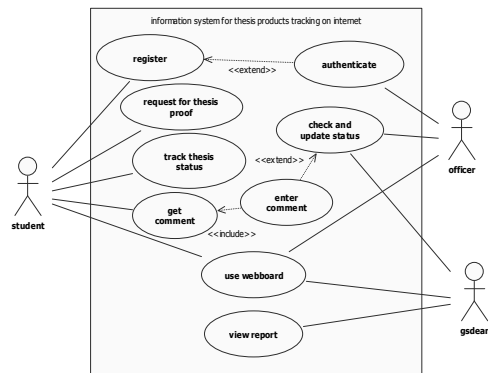 information system for thesis products tracking on internet
register
<<extend>>
authenticate
request for thesis
proof
check and
update status
track thesis
status
<<extend>>
officer
get
comment
enter
comment
<<include>>
student
use webboard
view report
gsdean